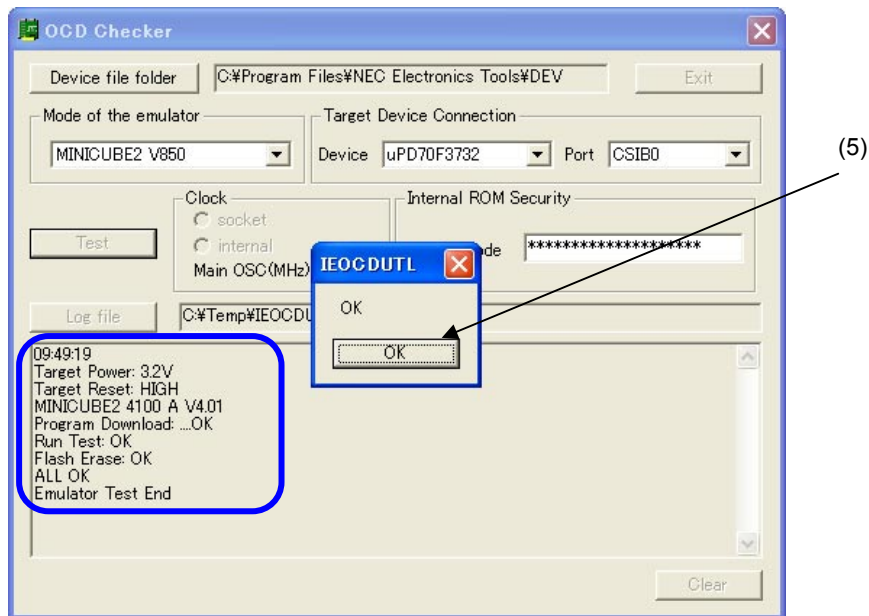 OCD Checker
Device file folder C:¥Program Files¥NEC Electronics Tools¥DEV Exit
Mode of the emulator Target Device Connection
MINICUBE2 V850 Device uPD70F3732 Port CSIB0
(5)
Clock Internal ROM Security
socket
Test internal ********************
Main OSC(MHz)
IEOCDUTL
OK
OK
Log file C:¥Temp¥IEOCDU
09:49:19
Target Power: 3.2V
Target Reset: HIGH
MINICUBE2 4100 A V4.01
Program Download: ....OK
Run Test: OK
Flash Erase: OK
ALL OK
Emulator Test End
Clear